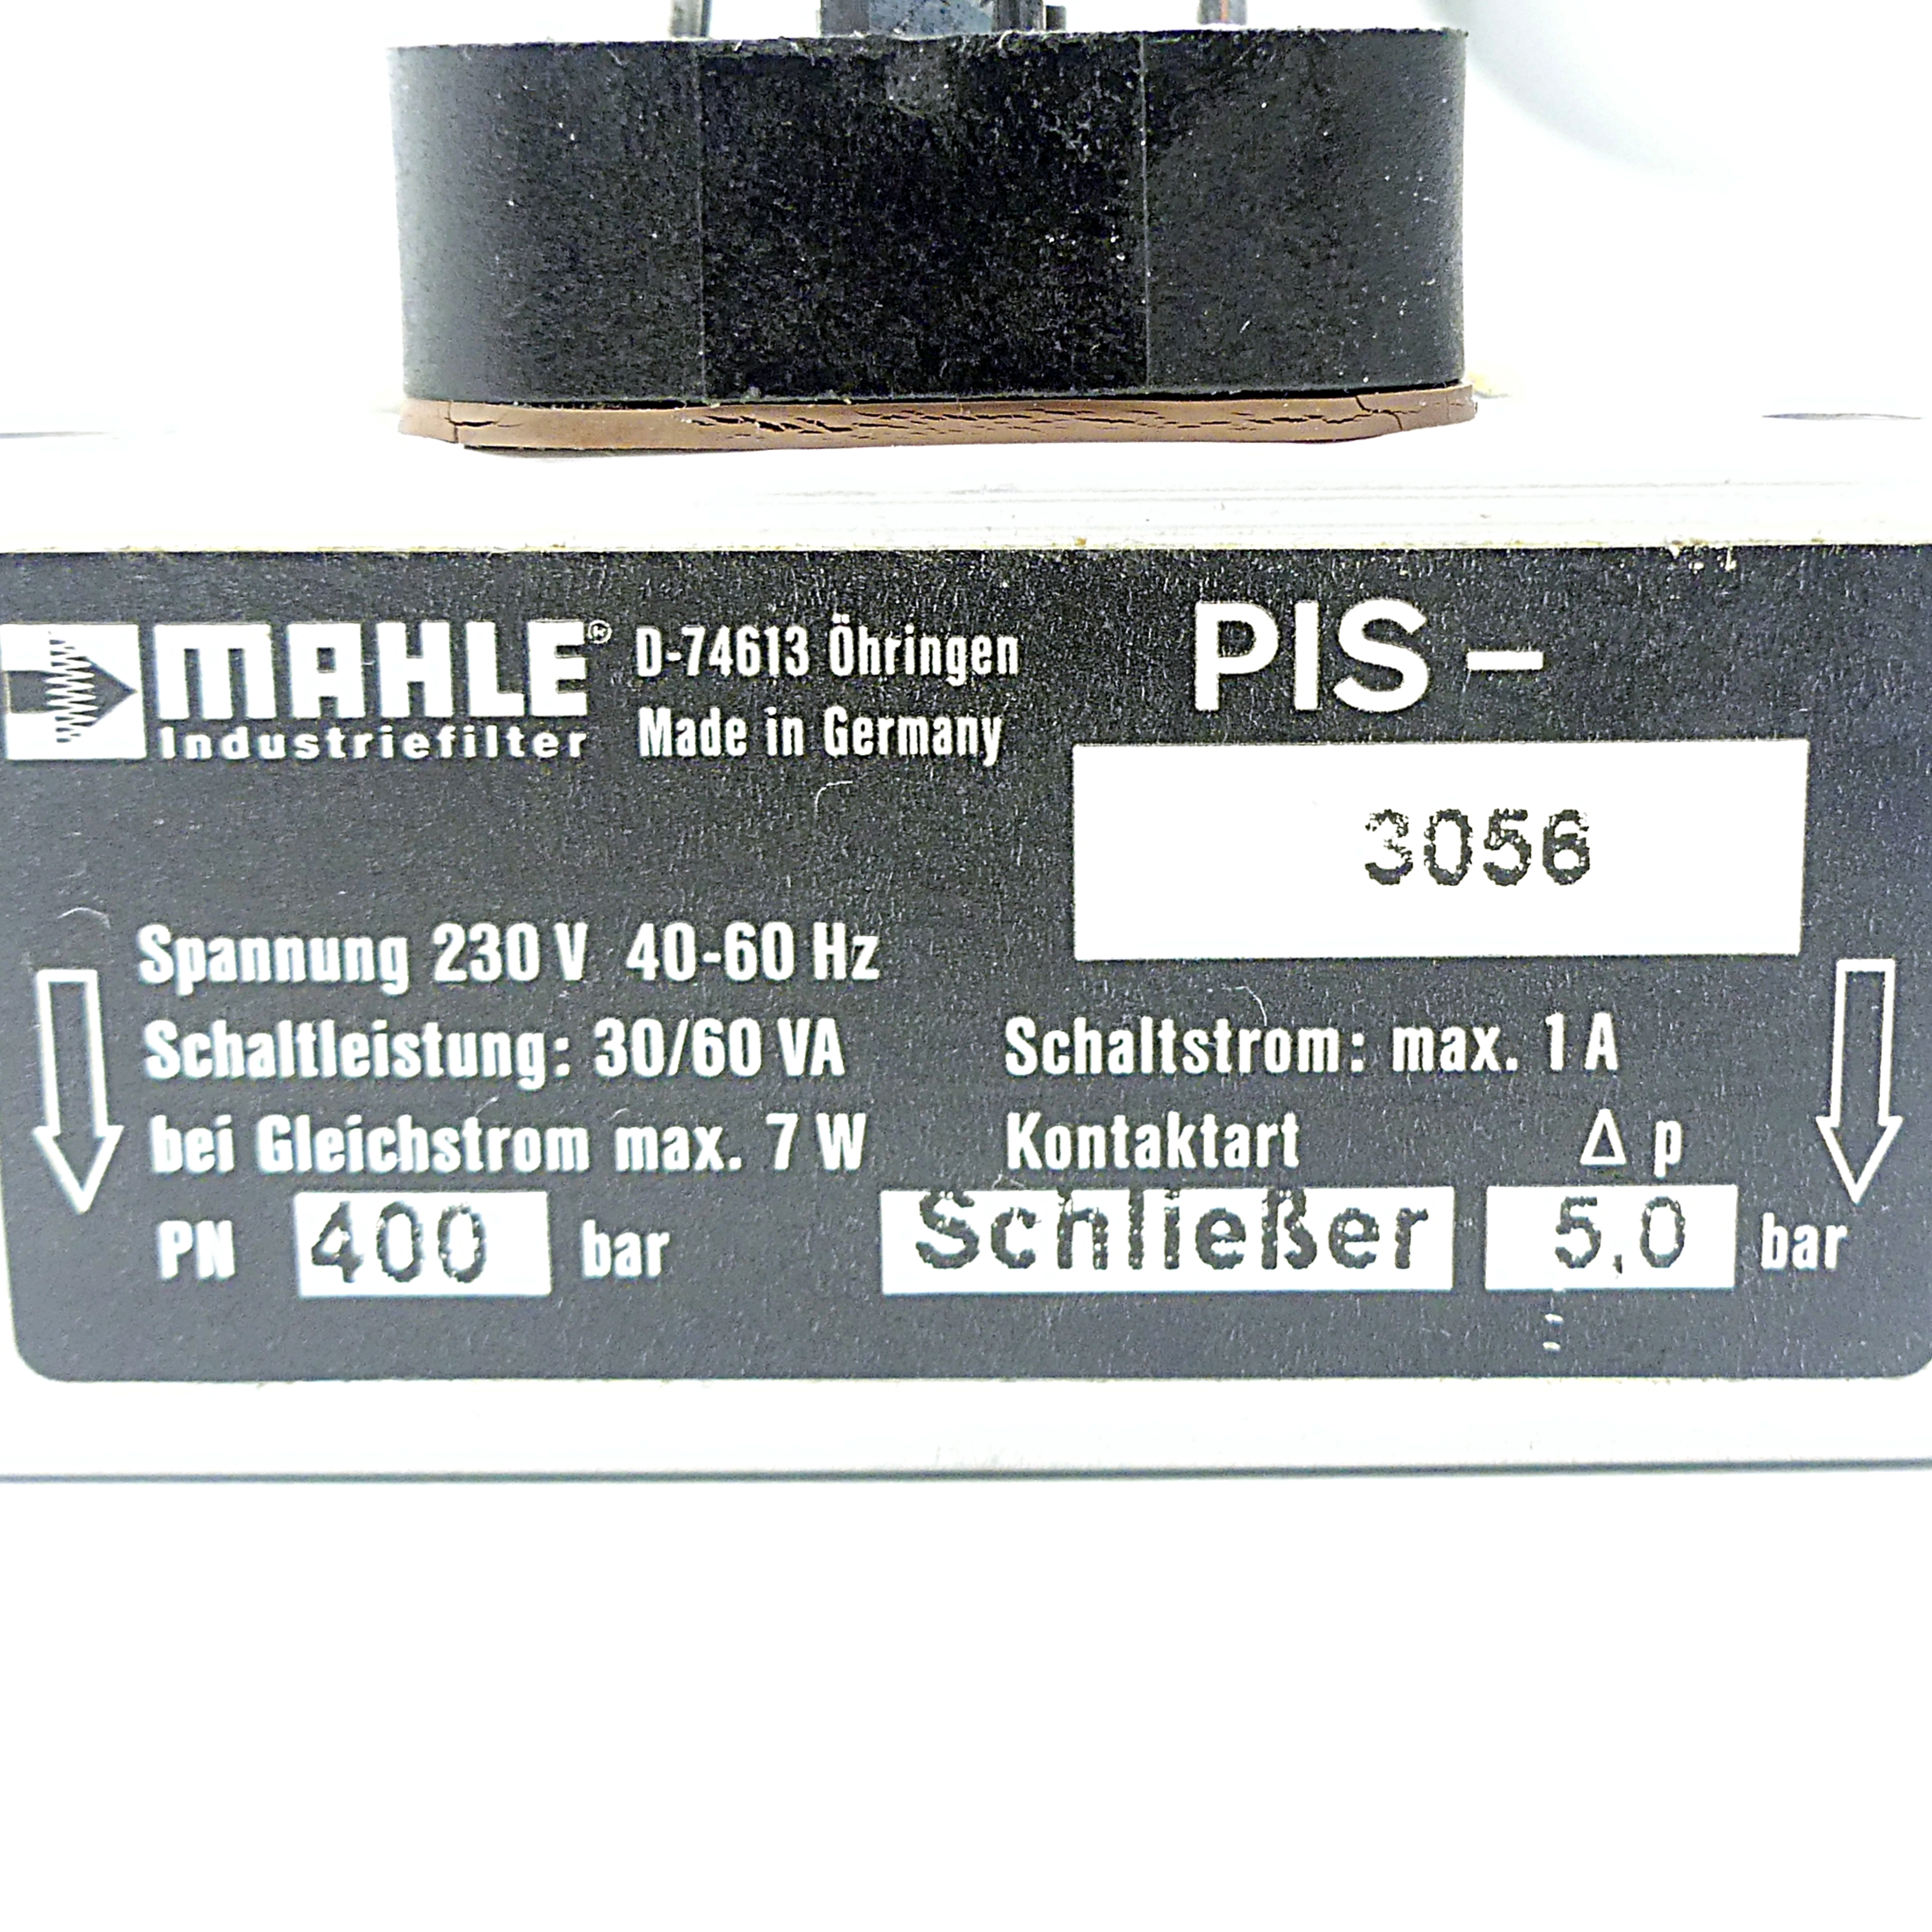 MAHLE® D-74613 Öhringen
Industriefilter Made in Germany
PIS-
3056
Spannung 230 V 40-60 Hz
Schaltleistung: 30/60 VA Schaltstrom: max. 1 A
bei Gleichstrom max. 7 W Kontaktart Δ p
PN 400 bar Schließer 5,0 bar